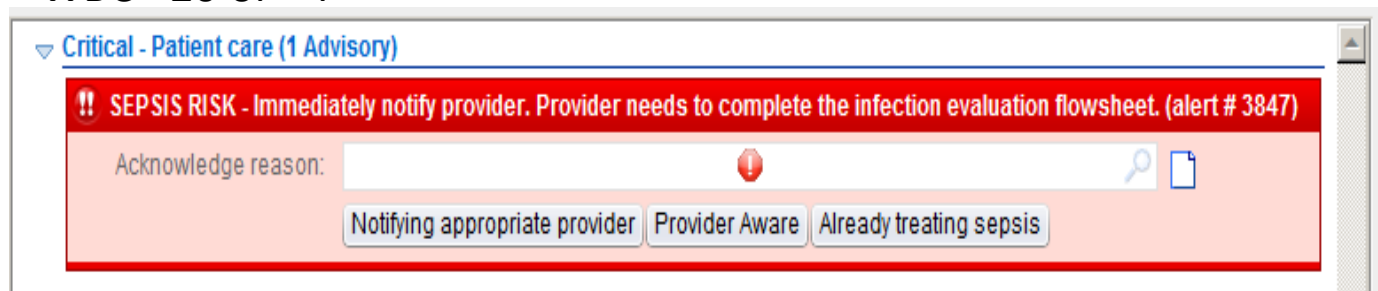 Critical - Patient care (1 Advisory)
!! SEPSIS RISK - Immediately notify provider. Provider needs to complete the infection evaluation flowsheet. (alert # 3847)
Acknowledge reason:
Notifying appropriate provider Provider Aware Already treating sepsis